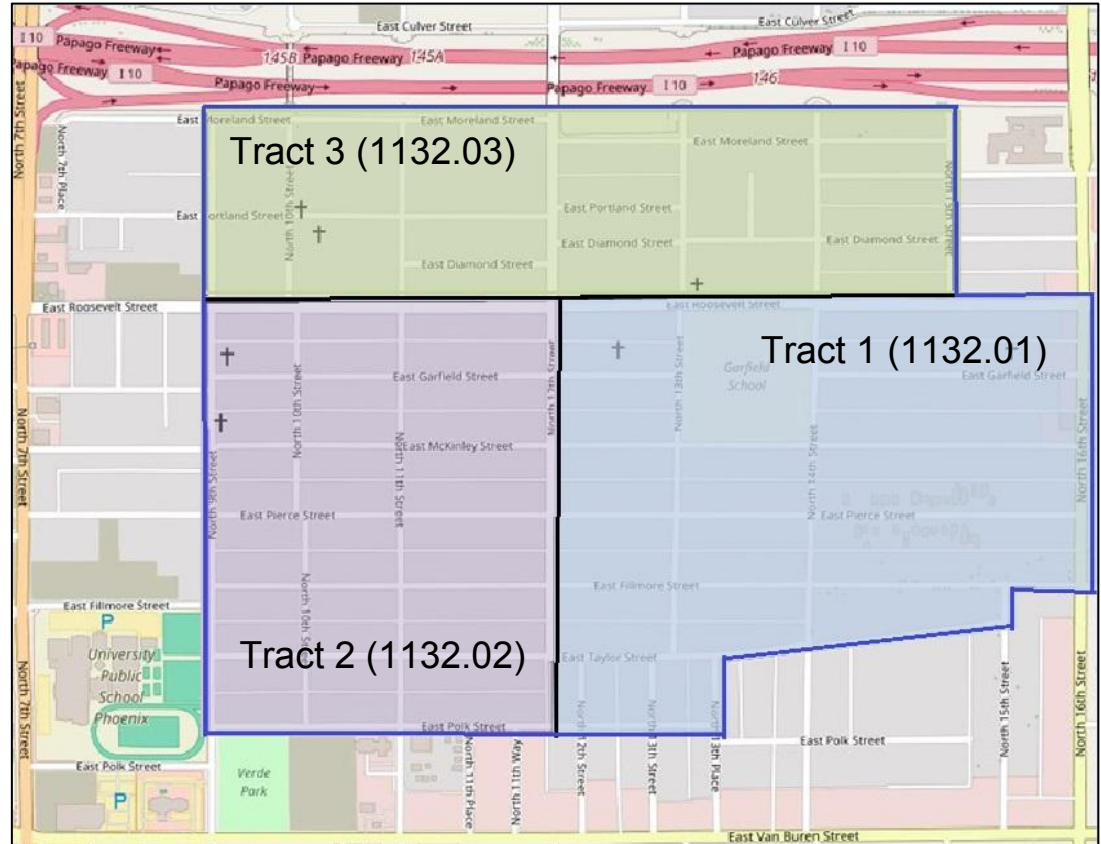 East Culver Street
East Culver Street
I 10
Papago Freeway
145B
Papago Freeway
145A
Papago Freeway
I 10
Papago Freeway
I 10
Papago Freeway
Papago Freeway
I 10
146
North 7th Street
North 7th Place
East Moreland Street
East Moreland Street
East Moreland Street
Tract 3 (1132.03)
North 10th Street
North 15th Street
East Portland Street
East Portland Street
East Diamond Street
East Diamond Street
East Diamond Street
East Roosevelt Street
East Roosevelt Street
Tract 1 (1132.01)
Garfield
School
East Garfield Street
East Garfield Street
North 10th Street
North 12th Street
North 13th Street
North 16th Street
East McKinley Street
North 7th Street
North 9th Street
North 11th Street
North 14th Street
East Pierce Street
East Pierce Street
East Fillmore Street
East Fillmore Street
North 10th Street
P
University
Public
School
Phoenix
Tract 2 (1132.02)
East Taylor Street
North 7th Street
North 15th Street
North 16th Street
East Polk Street
East Polk Street
East Polk Street
North 11th Place
North 11th Way
North 12th Street
North 13th Street
North 13th Place
Verde
Park
P
East Van Buren Street